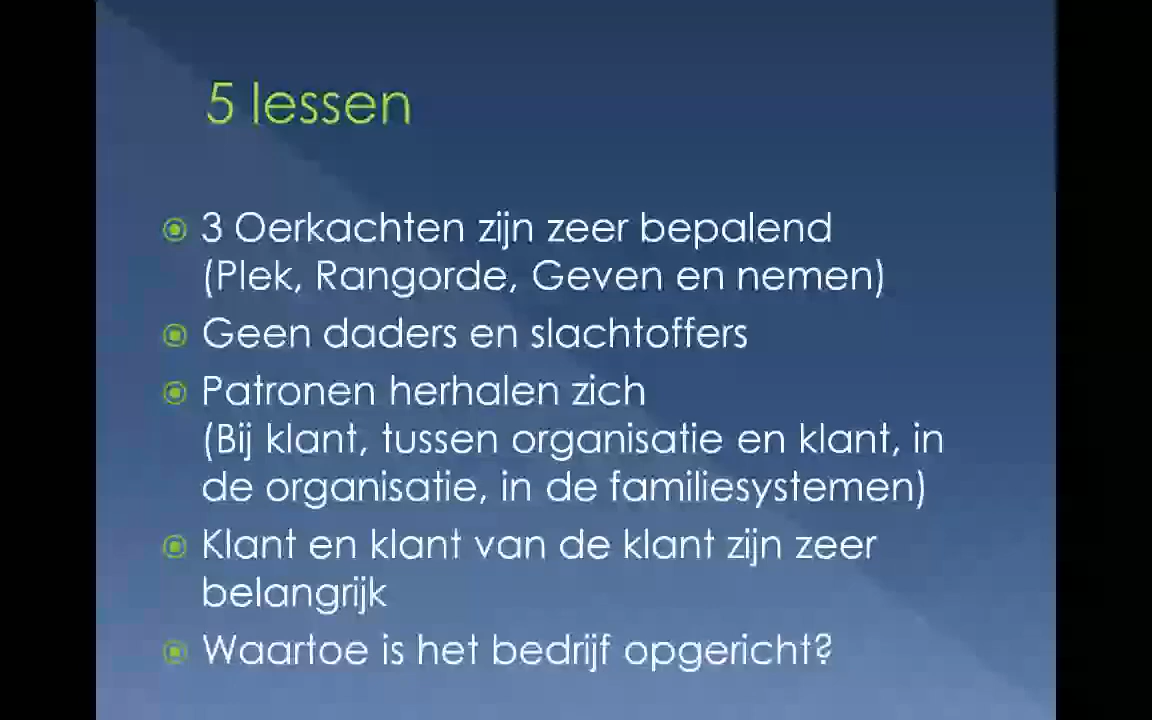 5 lessen
3 Oerkachten zijn zeer bepalend
(Plek, Rangorde, Geven en nemen)
Geen daders en slachtoffers
Patronen herhalen zich
(Bij klant, tussen organisatie en klant, in
de organisatie, in de familiesystemen)
Klant en klant van de klant zijn zeer
belangrijk
Waartoe is het bedrijf opgericht?